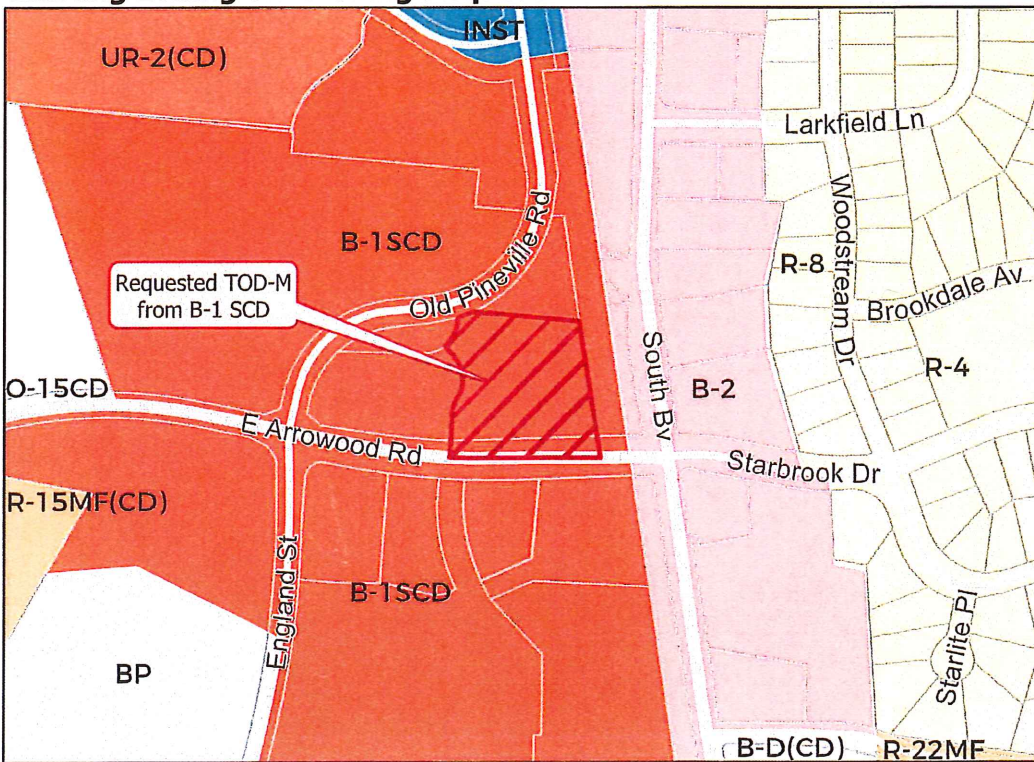 INST
UR-2(CD)
Larkfield Ln
Woodstream Dr
B-1SCD
Old Pineville Rd
R-8
Requested TOD-M
from B-1 SCD
Brookdale Av
South Bv
R-4
B-2
O-15CD
E Arrowood Rd
Starbrook Dr
R-15MF(CD)
England St
B-1SCD
Starlite Pl
BP
B-D(CD)
R-22MF